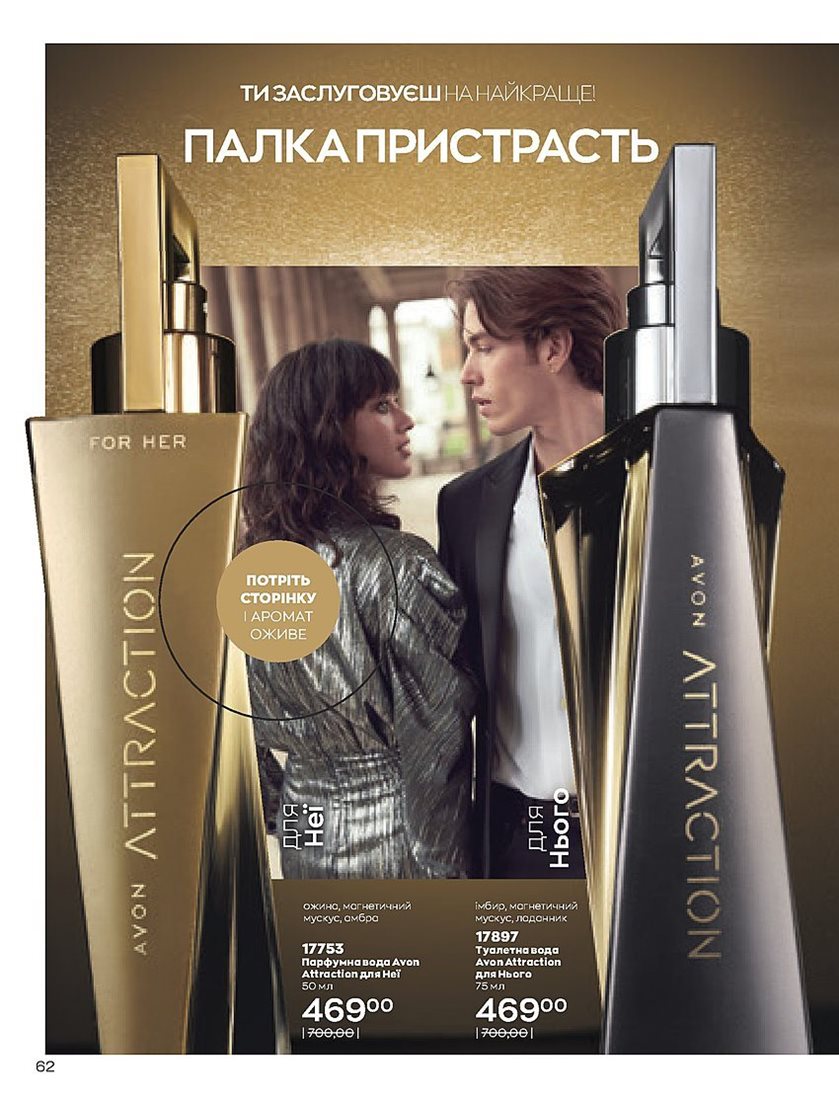 ТИ ЗАСЛУГОВУЄШ НА НАЙКРАЩЕ!
ПАЛКА ПРИСТРАСТЬ
FOR HER
AVON ATTRACTION
ПОТРІТЬ
СТОРІНКУ
І АРОМАТ
ОЖИВЕ
AVON ATTRACTION
ДЛЯ
Неї
ДЛЯ
Нього
ожина, магнетичний
мускус, амбра
17753
Парфумна вода Avon
Attraction для Неї
50 мл
469⁰⁰
|700,00|
імбир, магнетичний
мускус, ладанник
17897
Туалетна вода
Avon Attraction
для Нього
75 мл
469⁰⁰
|700,00|
62